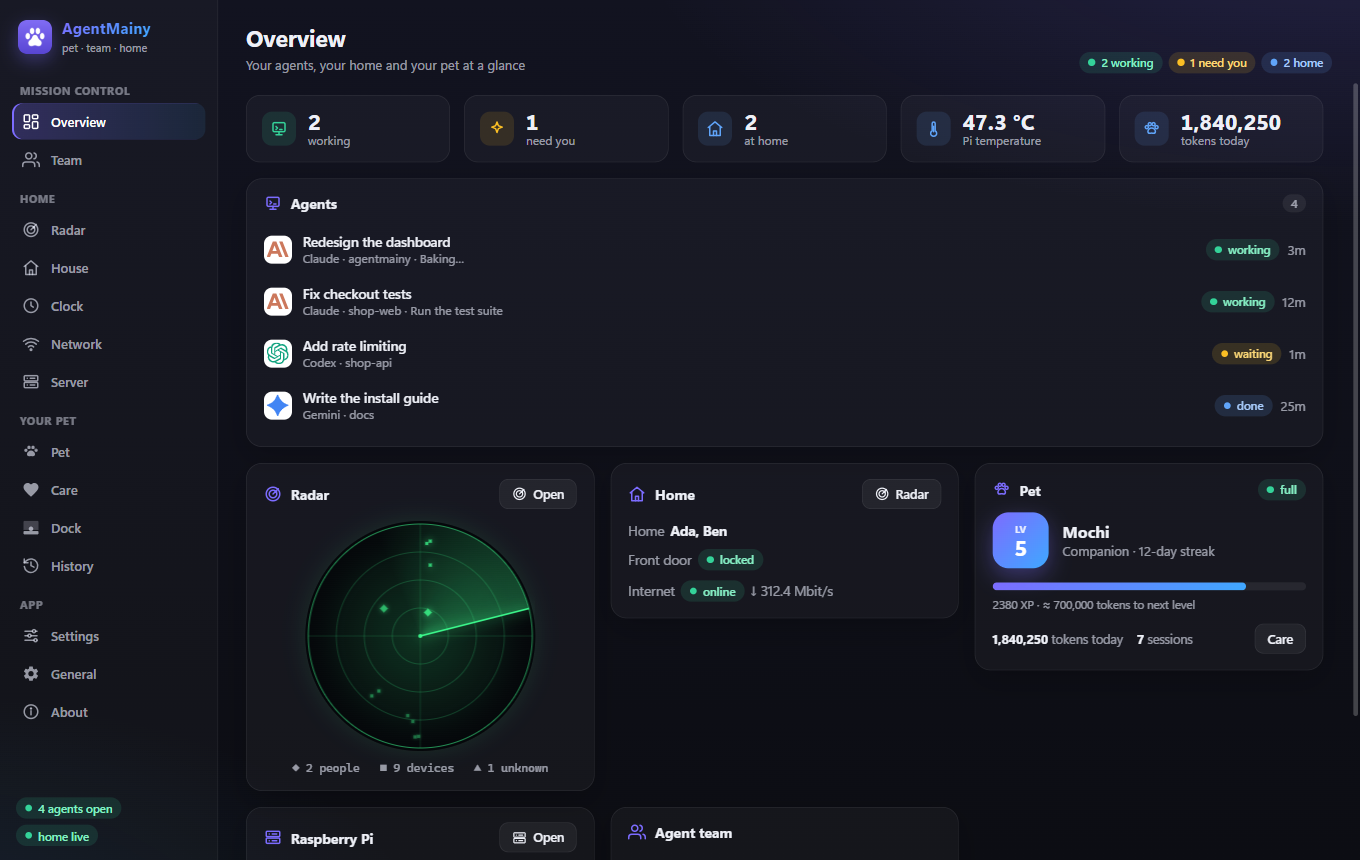 AgentMainy
pet · team · home
MISSION CONTROL
Overview
Team
HOME
Radar
House
Clock
Network
Server
YOUR PET
Pet
Care
Dock
History
APP
Settings
General
About
4 agents open
home live
Overview
Your agents, your home and your pet at a glance
2 working
1 need you
2 home
2
working
1
need you
2
at home
47.3 °C
Pi temperature
1,840,250
tokens today
Agents
4
Redesign the dashboard
Claude · agentmainy · Baking...
working 3m
Fix checkout tests
Claude · shop-web · Run the test suite
working 12m
Add rate limiting
Codex · shop-api
waiting 1m
Write the install guide
Gemini · docs
done 25m
Radar
Open
2 people 9 devices 1 unknown
Home
Radar
Home Ada, Ben
Front door locked
Internet online ↓ 312.4 Mbit/s
Pet
full
LV
5
Mochi
Companion · 12-day streak
2380 XP · ≈ 700,000 tokens to next level
1,840,250 tokens today 7 sessions
Care
Raspberry Pi
Open
Agent team